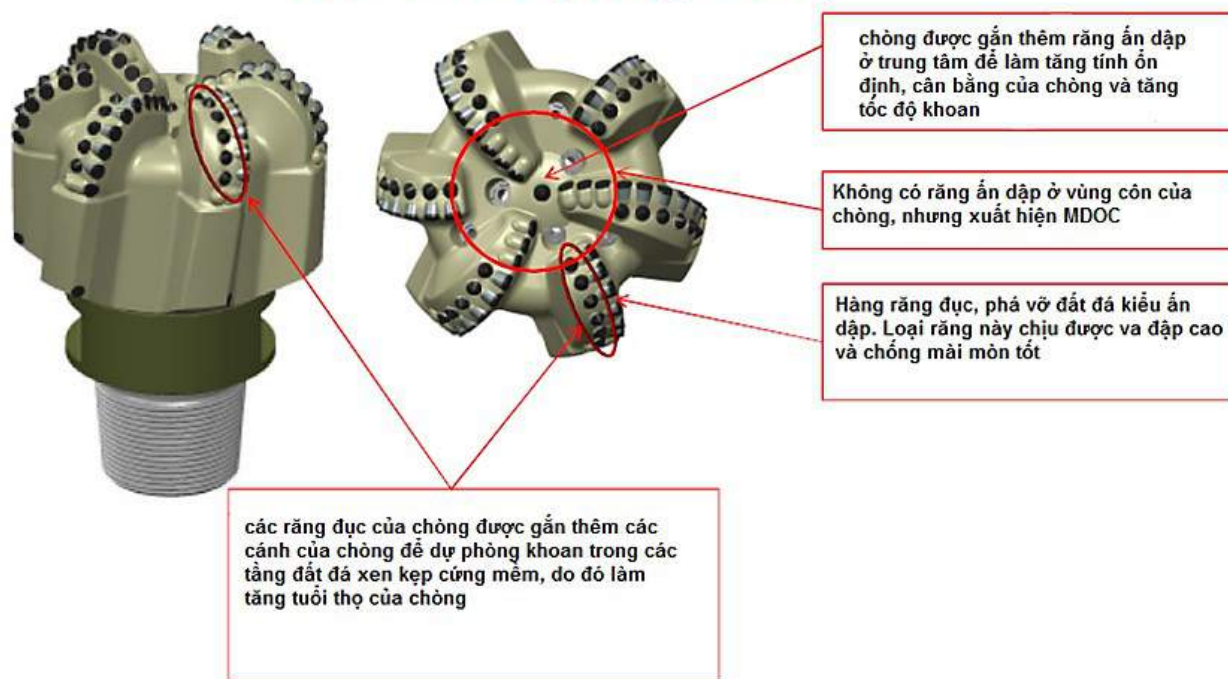 chòng được gắn thêm răng ấn dập
ở trung tâm để làm tăng tính ổn
định, cân bằng của chòng và tăng
tốc độ khoan
Không có răng ấn dập ở vùng côn của
chòng, nhưng xuất hiện MDOC
Hàng răng đục, phá vỡ đất đá kiểu ấn
dập. Loại răng này chịu được va đập cao
và chống mài mòn tốt
các răng đục của chòng được gắn thêm các
cánh của chòng để dự phòng khoan trong các
tầng đất đá xen kẹp cứng mềm, do đó làm
tăng tuổi thọ của chòng